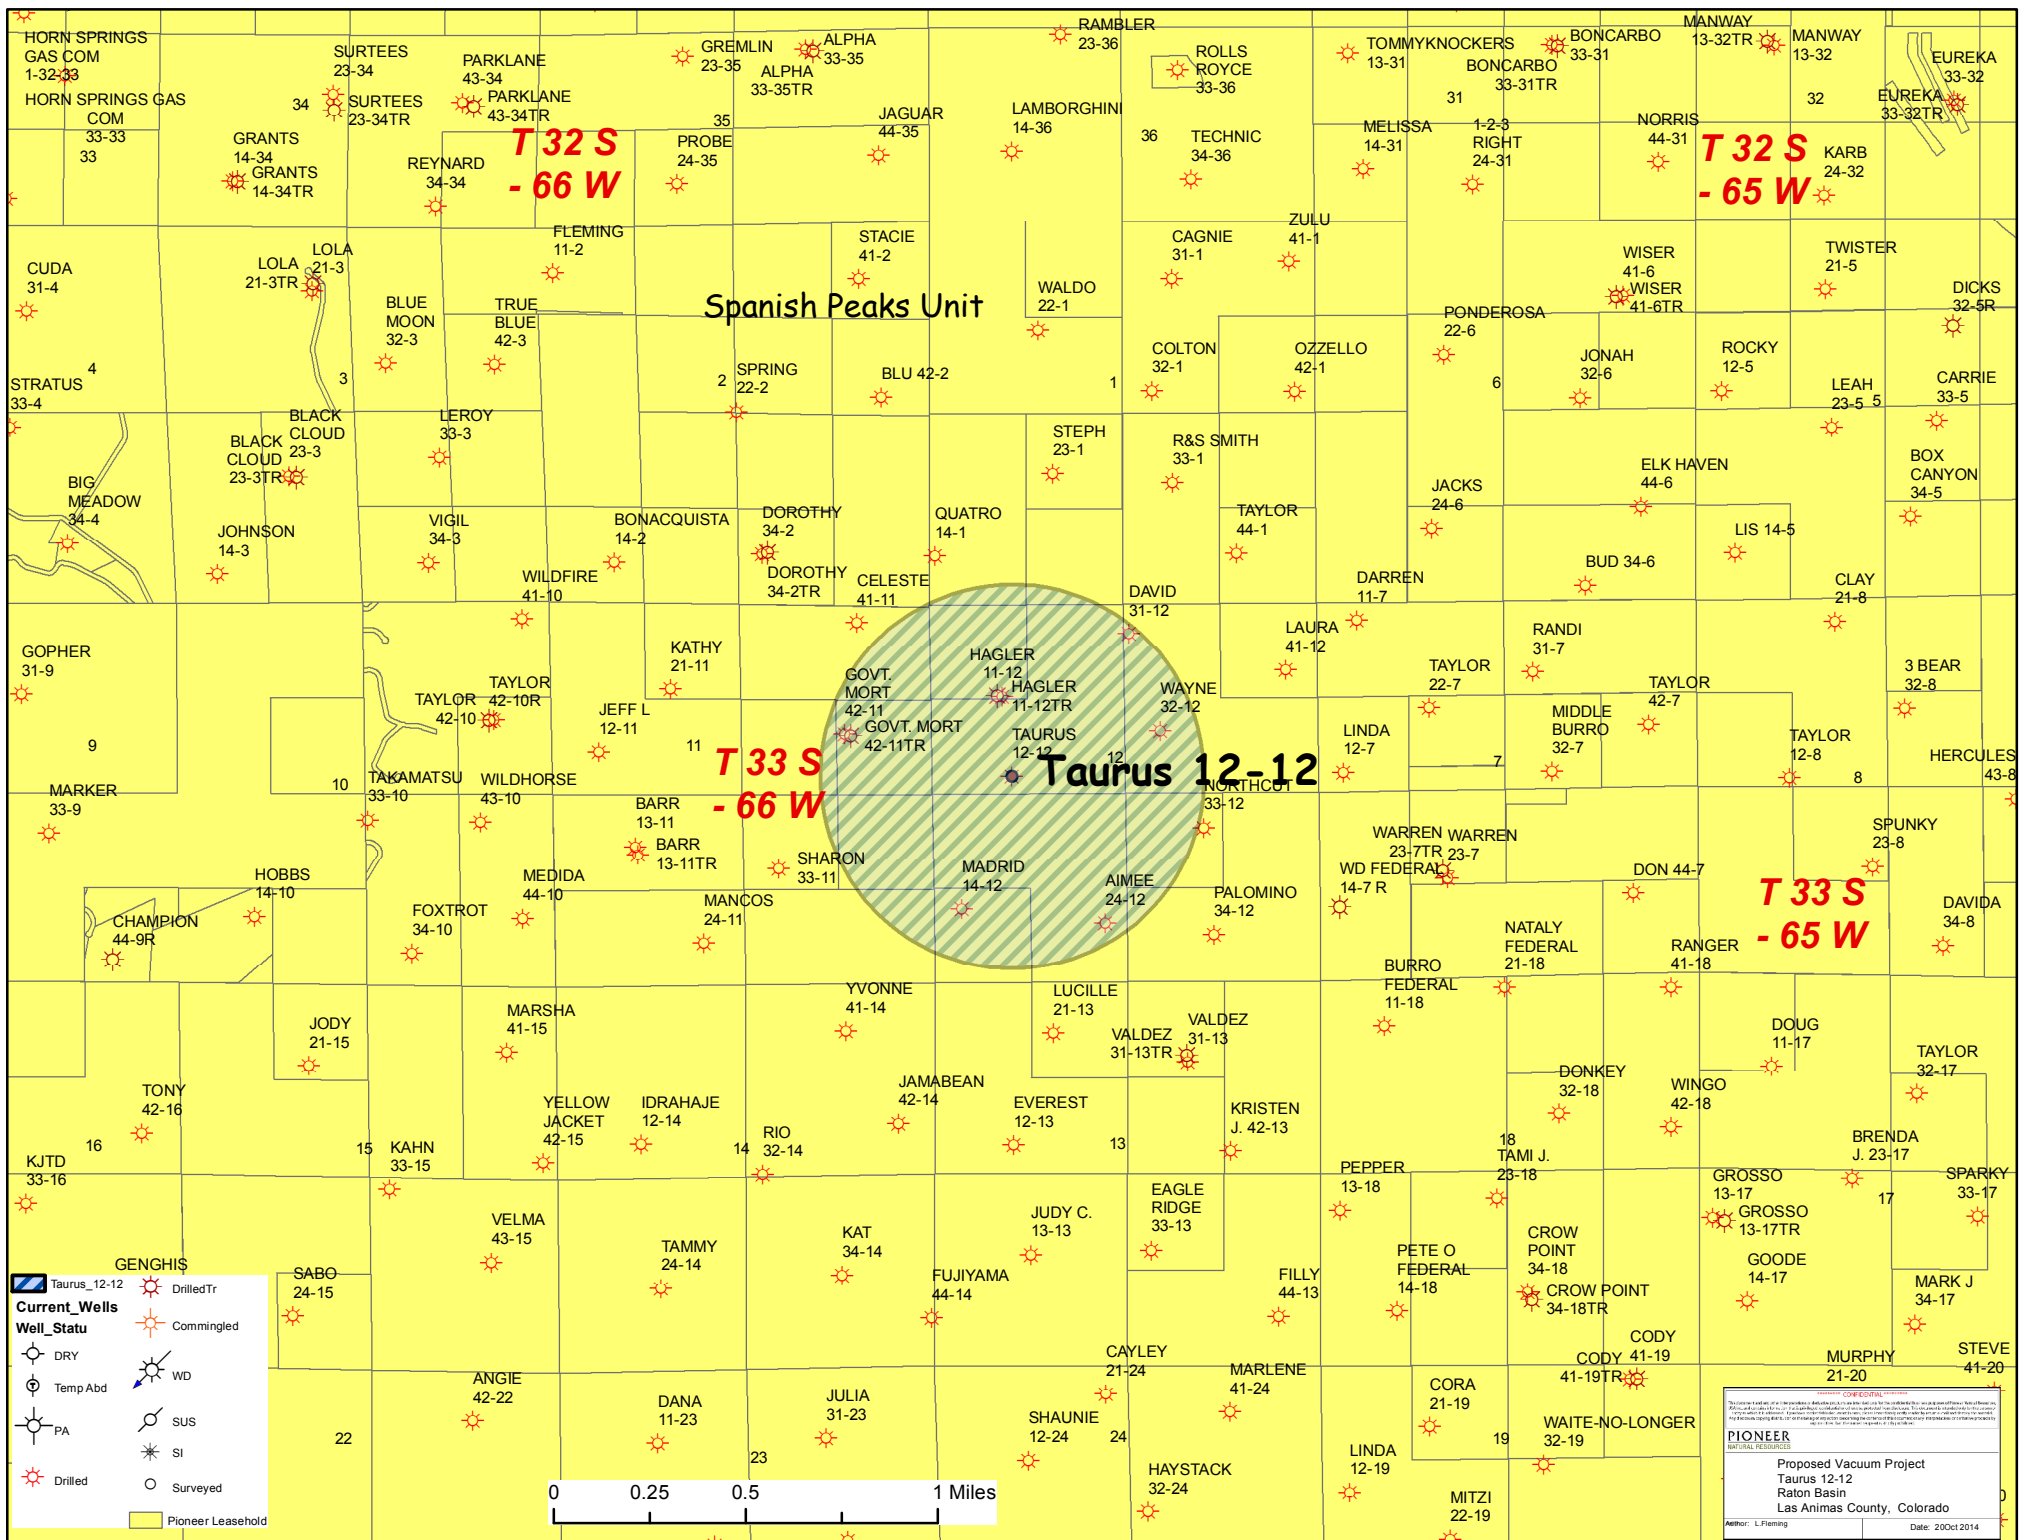 HORN SPRINGS
GAS COM
1-32-33
HORN SPRINGS GAS
COM
33-33
33
SURTEES
23-34
34
SURTEES
23-34TR
PARKLANE
43-34
PARKLANE
43-34TR
GRANTS
14-34
GRANTS
14-34TR
REYNARD
34-34
T 32 S
- 66 W
GREMLIN
23-35
ALPHA
33-35
ALPHA
33-35TR
35
PROBE
24-35
JAGUAR
44-35
RAMBLER
23-36
ROLLS
ROYCE
33-36
LAMBORGHINI
14-36
36
TECHNIC
34-36
TOMMYKNOCKERS
13-31
BONCARBO
33-31
BONCARBO
33-31TR
31
MELISSA
14-31
1-2-3
RIGHT
24-31
NORRIS
44-31
MANWAY
13-32TR
MANWAY
13-32
32
EUREKA
33-32
EUREKA
33-32TR
T 32 S
- 65 W
KARB
24-32
CUDA
31-4
LOLA
21-3
LOLA
21-3TR
FLEMING
11-2
BLUE
MOON
32-3
TRUE
BLUE
42-3
Spanish Peaks Unit
STACIE
41-2
WALDO
22-1
CAGNIE
31-1
ZULU
41-1
WISER
41-6
WISER
41-6TR
TWISTER
21-5
DICKS
32-5R
PONDEROSA
22-6
4
STRATUS
33-4
3
2
SPRING
22-2
BLU 42-2
1
COLTON
32-1
OZZELLO
42-1
6
JONAH
32-6
ROCKY
12-5
LEAH
23-5
5
CARRIE
33-5
BLACK
CLOUD
23-3
BLACK
CLOUD
23-3TR
LEROY
33-3
STEPH
23-1
R&S SMITH
33-1
ELK HAVEN
44-6
BOX
CANYON
34-5
BIG
MEADOW
34-4
JOHNSON
14-3
VIGIL
34-3
BONACQUISTA
14-2
DOROTHY
34-2
DOROTHY
34-2TR
QUATRO
14-1
TAYLOR
44-1
JACKS
24-6
LIS 14-5
BUD 34-6
WILDFIRE
41-10
CELESTE
41-11
DAVID
31-12
DARREN
11-7
CLAY
21-8
GOPHER
31-9
KATHY
21-11
HAGLER
11-12
HAGLER
11-12TR
LAURA
41-12
RANDI
31-7
3 BEAR
32-8
TAYLOR
42-10
TAYLOR
42-10R
GOVT.
MORT
42-11
GOVT. MORT
42-11TR
WAYNE
32-12
TAYLOR
22-7
TAYLOR
42-7
JEFF L
12-11
11
TAURUS
12-12
12
Taurus 12-12
LINDA
12-7
MIDDLE
BURRO
32-7
7
TAYLOR
12-8
8
HERCULES
43-8
9
MARKER
33-9
10
TAKAMATSU
33-10
WILDHORSE
43-10
T 33 S
- 66 W
NORTHCUT
33-12
BARR
13-11
BARR
13-11TR
SHARON
33-11
MADRID
14-12
AIMEE
24-12
PALOMINO
34-12
WARREN
23-7TR
WARREN
23-7
WD FEDERAL
14-7 R
DON 44-7
SPUNKY
23-8
T 33 S
- 65 W
HOBBS
14-10
MEDIDA
44-10
MANCOS
24-11
CHAMPION
44-9R
FOXTROT
34-10
NATALY
FEDERAL
21-18
RANGER
41-18
DAVIDA
34-8
BURRO
FEDERAL
11-18
YVONNE
41-14
LUCILLE
21-13
VALDEZ
31-13TR
VALDEZ
31-13
JODY
21-15
MARSHA
41-15
DOUG
11-17
TAYLOR
32-17
TONY
42-16
YELLOW
JACKET
42-15
IDRAHAJE
12-14
JAMABEAN
42-14
EVEREST
12-13
KRISTEN
J. 42-13
DONKEY
32-18
WINGO
42-18
16
KJTD
33-16
15
KAHN
33-15
14
RIO
32-14
13
18
TAMI J.
23-18
BRENDA
J. 23-17
PEPPER
13-18
GROSSO
13-17
GROSSO
13-17TR
17
SPARKY
33-17
VELMA
43-15
TAMMY
24-14
KAT
34-14
JUDY C.
13-13
EAGLE
RIDGE
33-13
CROW
POINT
34-18
CROW POINT
34-18TR
PETE O
FEDERAL
14-18
GOODE
14-17
MARK J
34-17
GENGHIS
SABO
24-15
FUJIYAMA
44-14
FILLY
44-13
CAYLEY
21-24
MARLENE
41-24
CODY
41-19
CODY
41-19TR
MURPHY
21-20
STEVE
41-20
ANGIE
42-22
DANA
11-23
JULIA
31-23
SHAUNIE
12-24
24
CORA
21-19
WAITE-NO-LONGER
32-19
19
22
23
HAYSTACK
32-24
LINDA
12-19
MITZI
22-19
Taurus_12-12
Current_Wells
Well_Statu
DRY
Temp Abd
PA
Drilled
DrilledTr
Commingled
WD
SUS
SI
Surveyed
Pioneer Leasehold
0 0.25 0.5 1 Miles
CONFIDENTIAL
PIONEER
NATURAL RESOURCES
Proposed Vacuum Project
Taurus 12-12
Raton Basin
Las Animas County, Colorado
Author: L.Fleming
Date: 20Oct 2014